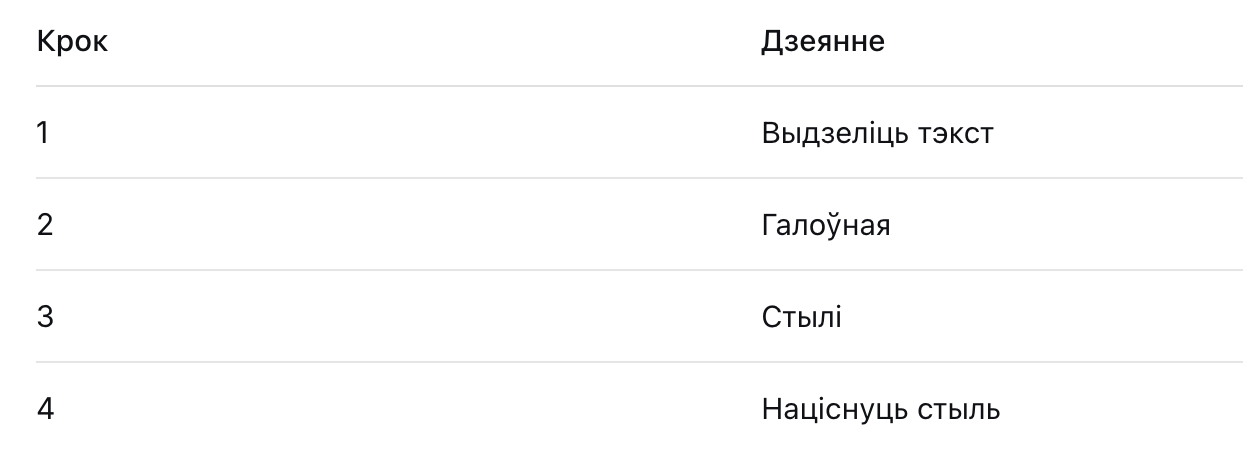 Крок Дзеянне
1 Выдзеліць тэкст
2 Галоўная
3 Стылі
4 Націснуць стыль